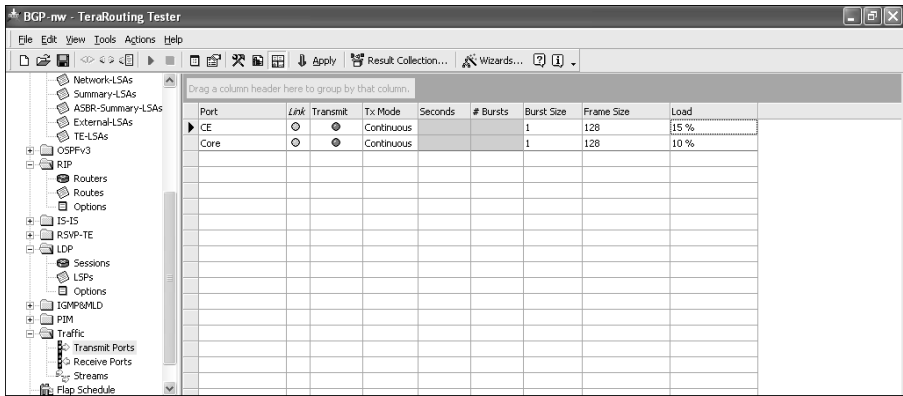 BGP-nw - TeraRouting Tester
File Edit View Tools Actions Help
Apply Result Collection... Wizards...
Network-LSAs
Summary-LSAs
ASBR-Summary-LSAs
External-LSAs
TE-LSAs
OSPFv3
RIP
Routers
Routes
Options
IS-IS
RSVP-TE
LDP
Sessions
LSPs
Options
IGMP&MLD
PIM
Traffic
Transmit Ports
Receive Ports
Streams
Flap Schedule
Drag a column header here to group by that column.
Port Link Transmit Tx Mode Seconds # Bursts Burst Size Frame Size Load
CE Continuous 1 128 15 %
Core Continuous 1 128 10 %